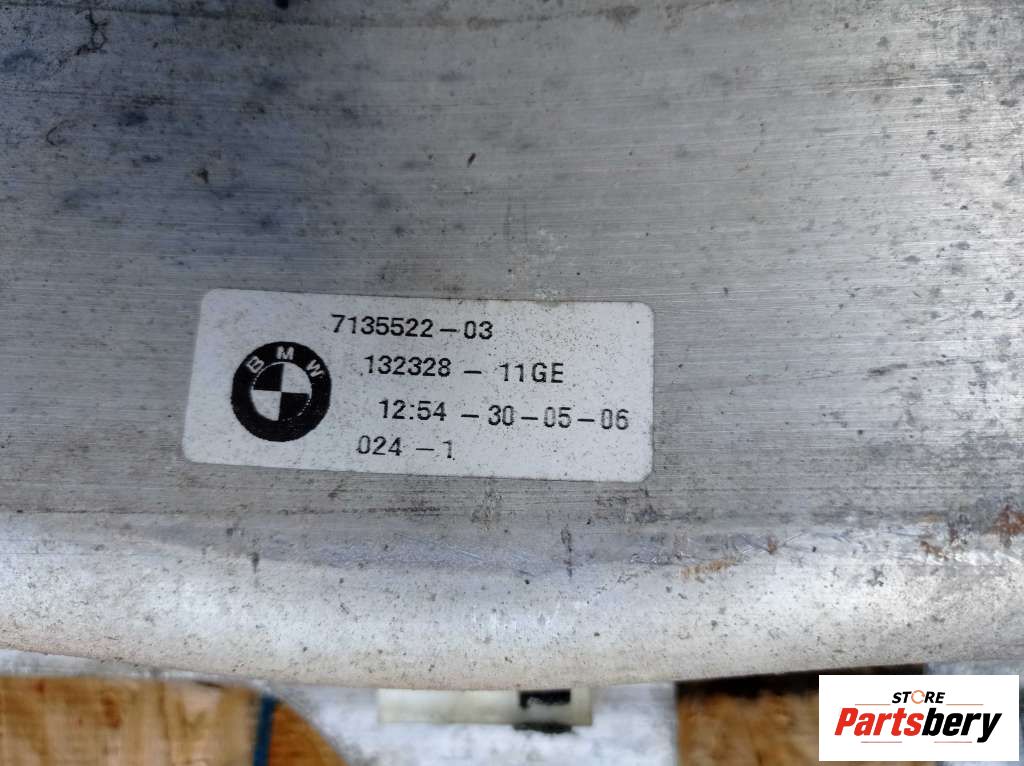 7135522-03
BMW
132328 - 11GE
12:54 - 30-05-06
024 - 1
STORE
Partsbery